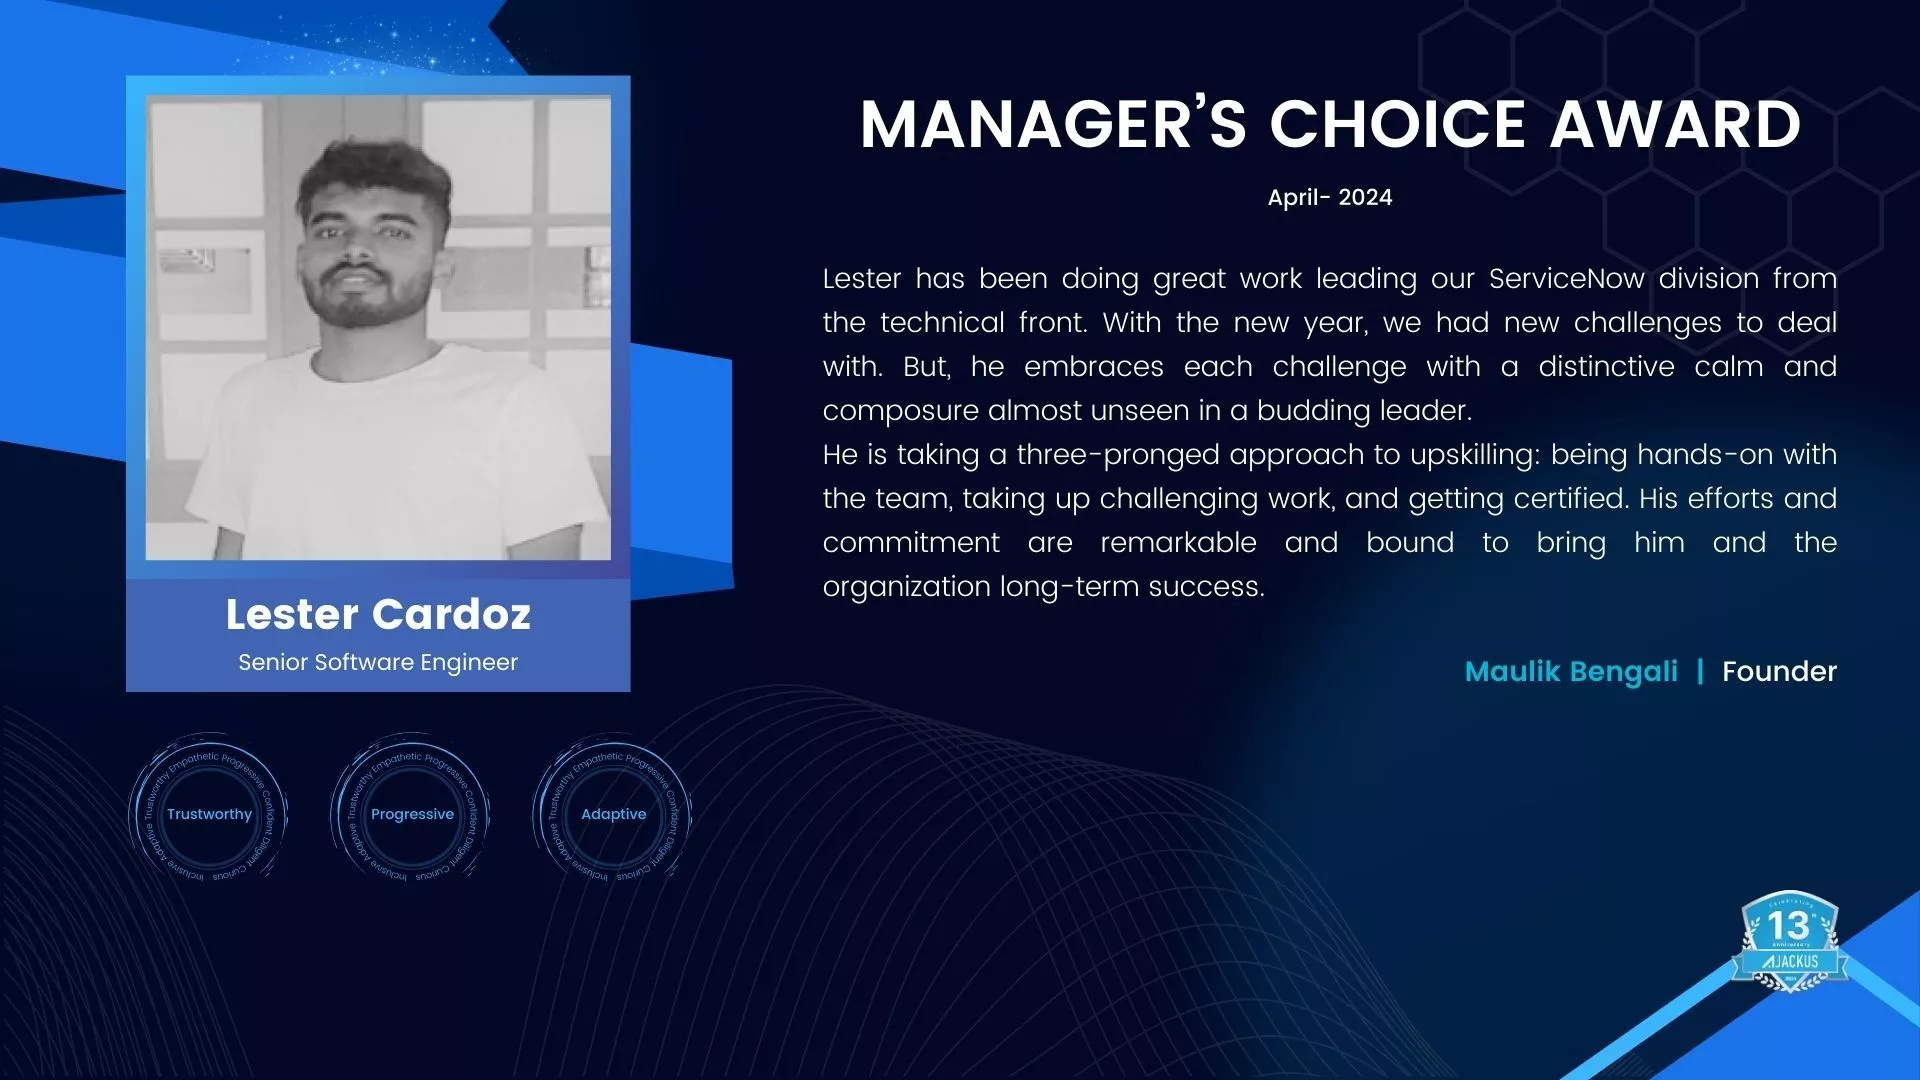 MANAGER’S CHOICE AWARD
April- 2024
Lester has been doing great work leading our ServiceNow division from
the technical front. With the new year, we had new challenges to deal
with. But, he embraces each challenge with a distinctive calm and
composure almost unseen in a budding leader.
He is taking a three-pronged approach to upskilling: being hands-on with
the team, taking up challenging work, and getting certified. His efforts and
commitment are remarkable and bound to bring him and the
organization long-term success.
Maulik Bengali | Founder
Lester Cardoz
Senior Software Engineer
Trustworthy Empathetic Progressive Confident Diligent Curious Inclusive Adaptive
Trustworthy
Trustworthy Empathetic Progressive Confident Diligent Curious Inclusive Adaptive
Progressive
Trustworthy Empathetic Progressive Confident Diligent Curious Inclusive Adaptive
Adaptive
Celebrating
13
Anniversary
AJACKUS